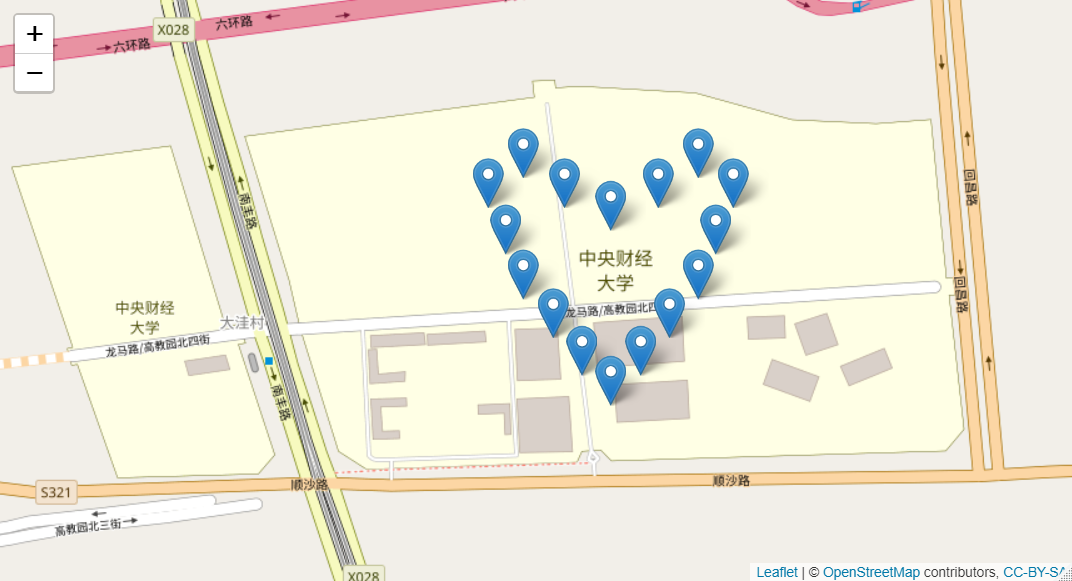 +
−
X028
六环路
六环路
南丰路
回昌路
中央财经
大学
中央财经
大学
大洼村
回昌路
龙马路/高教园北四
龙马路/高教园北四街
南丰路
S321
顺沙路
顺沙路
高教园北三街
X028
Leaflet | © OpenStreetMap contributors, CC-BY-SA